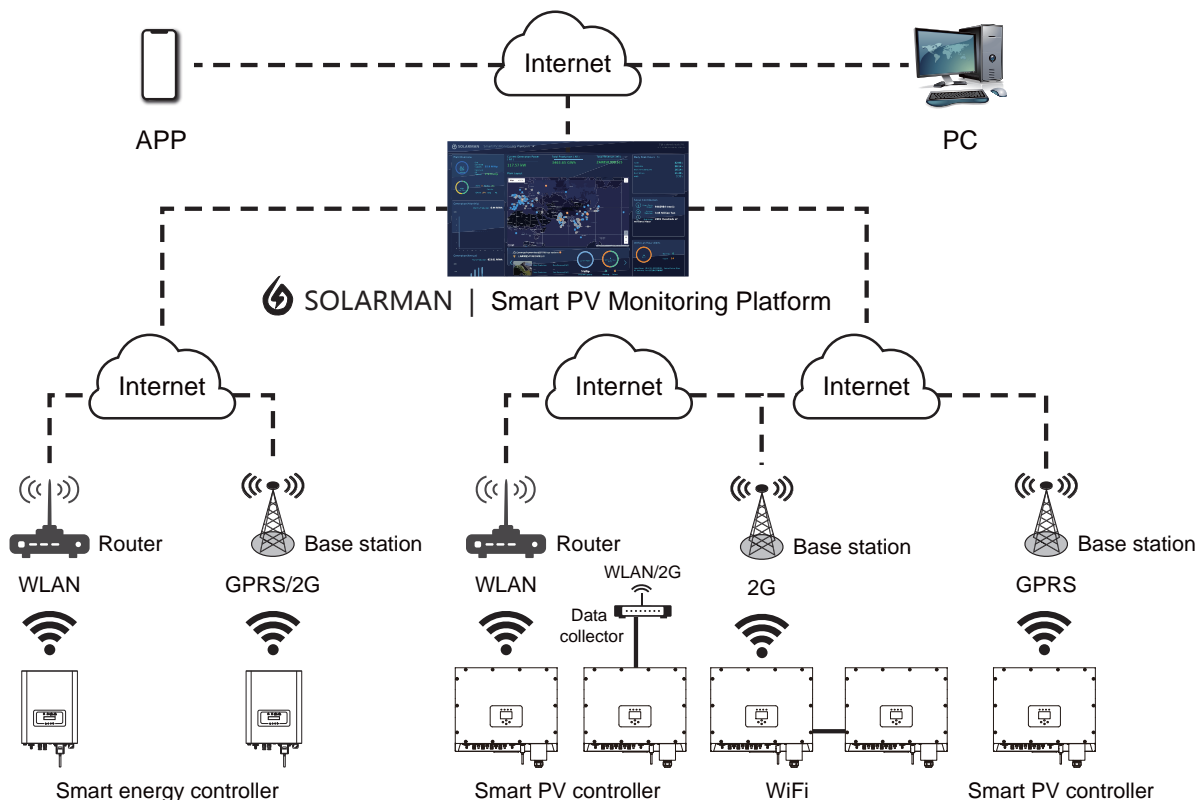 Internet
APP
PC
SOLARMAN
SOLARMAN | Smart PV Monitoring Platform
Internet
Internet
Internet
Router
Base station
Router
Base station
Base station
WLAN
GPRS/2G
WLAN
WLAN/2G
2G
GPRS
Data
collector
Smart energy controller
Smart PV controller
WiFi
Smart PV controller